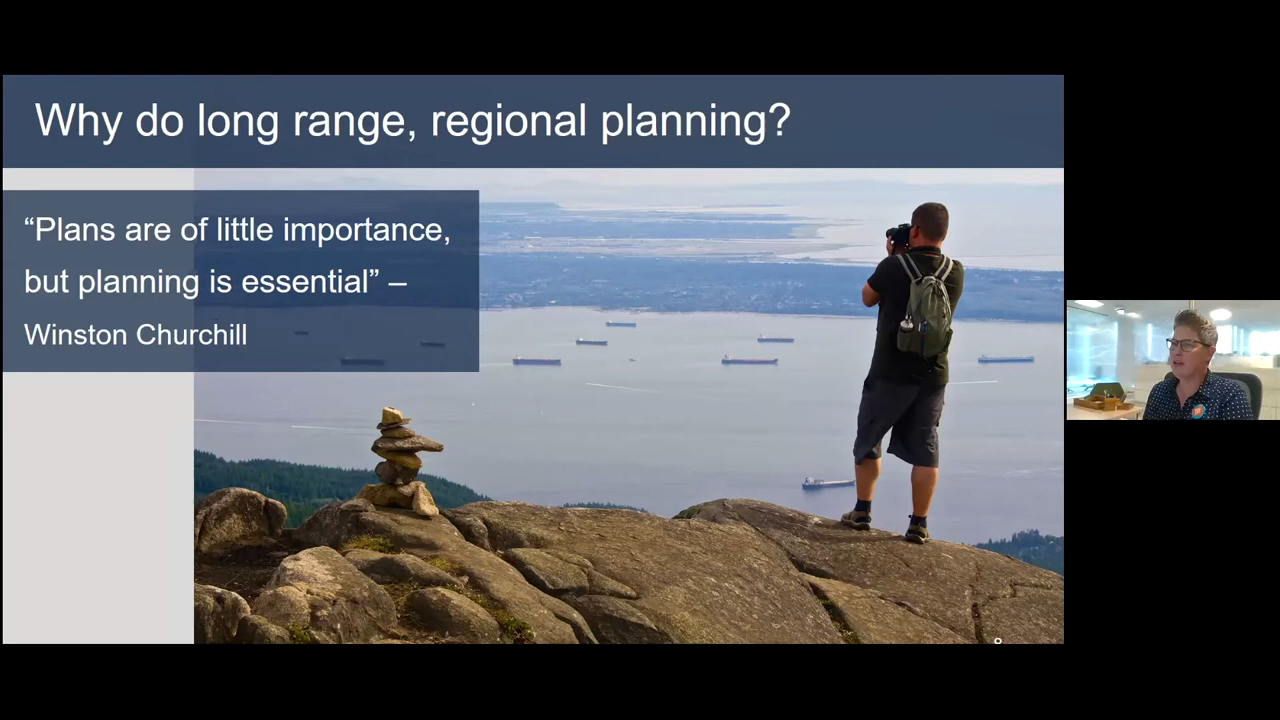 Why do long range, regional planning?
“Plans are of little importance,
but planning is essential” –
Winston Churchill